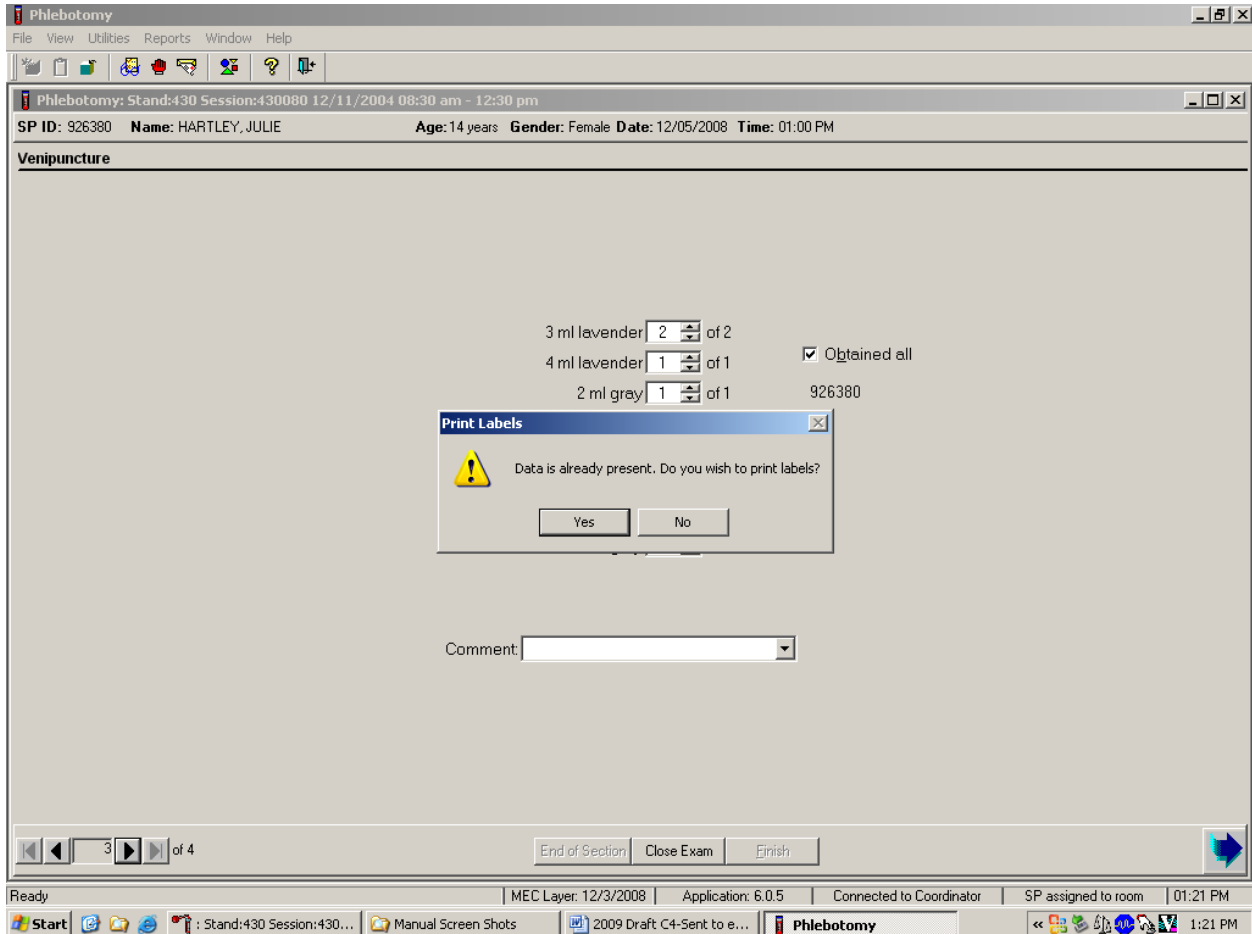 Phlebotomy
File View Utilities Reports Window Help
Phlebotomy: Stand:430 Session:430080 12/11/2004 08:30 am - 12:30 pm
SP ID: 926380 Name: HARTLEY, JULIE Age: 14 years Gender: Female Date: 12/05/2008 Time: 01:00 PM
Venipuncture
3 ml lavender 2 of 2
4 ml lavender 1 of 1
Obtained all
2 ml gray 1 of 1
926380
Print Labels
Data is already present. Do you wish to print labels?
Yes No
Comment:
3 of 4
End of Section Close Exam Finish
Ready MEC Layer: 12/3/2008 Application: 6.0.5 Connected to Coordinator SP assigned to room 01:21 PM
Start : Stand:430 Session:430... Manual Screen Shots 2009 Draft C4-Sent to e... Phlebotomy « 1:21 PM